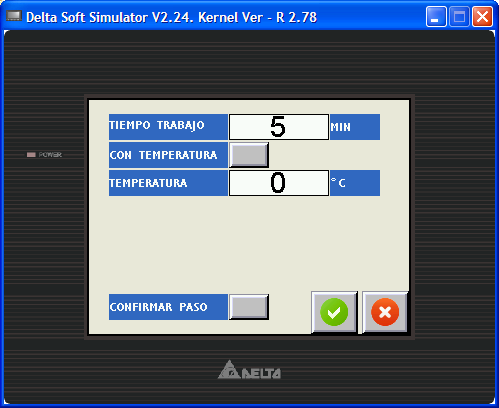 Delta Soft Simulator V2.24. Kernel Ver - R 2.78
TIEMPO TRABAJO 5 MIN
POWER
CON TEMPERATURA
TEMPERATURA 0 °C
CONFIRMAR PASO
DELTA